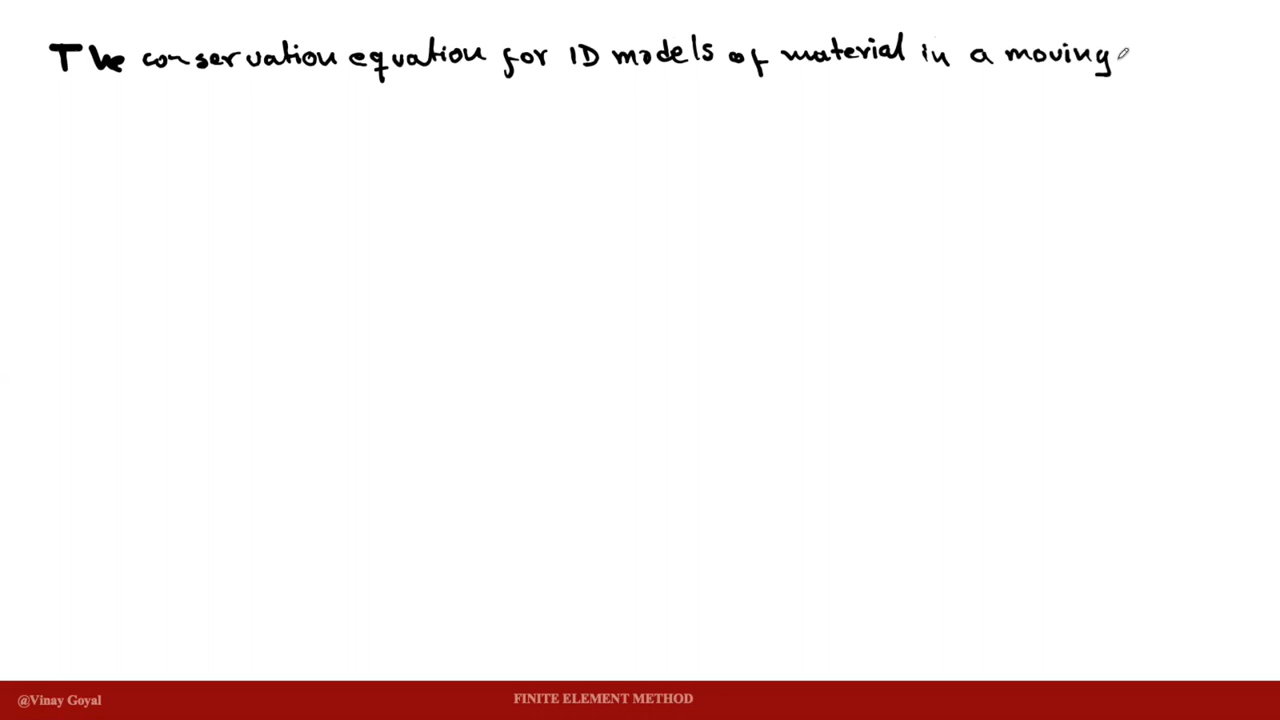 The conservation equation for 1D models of material in a moving
@Vinay Goyal
FINITE ELEMENT METHOD